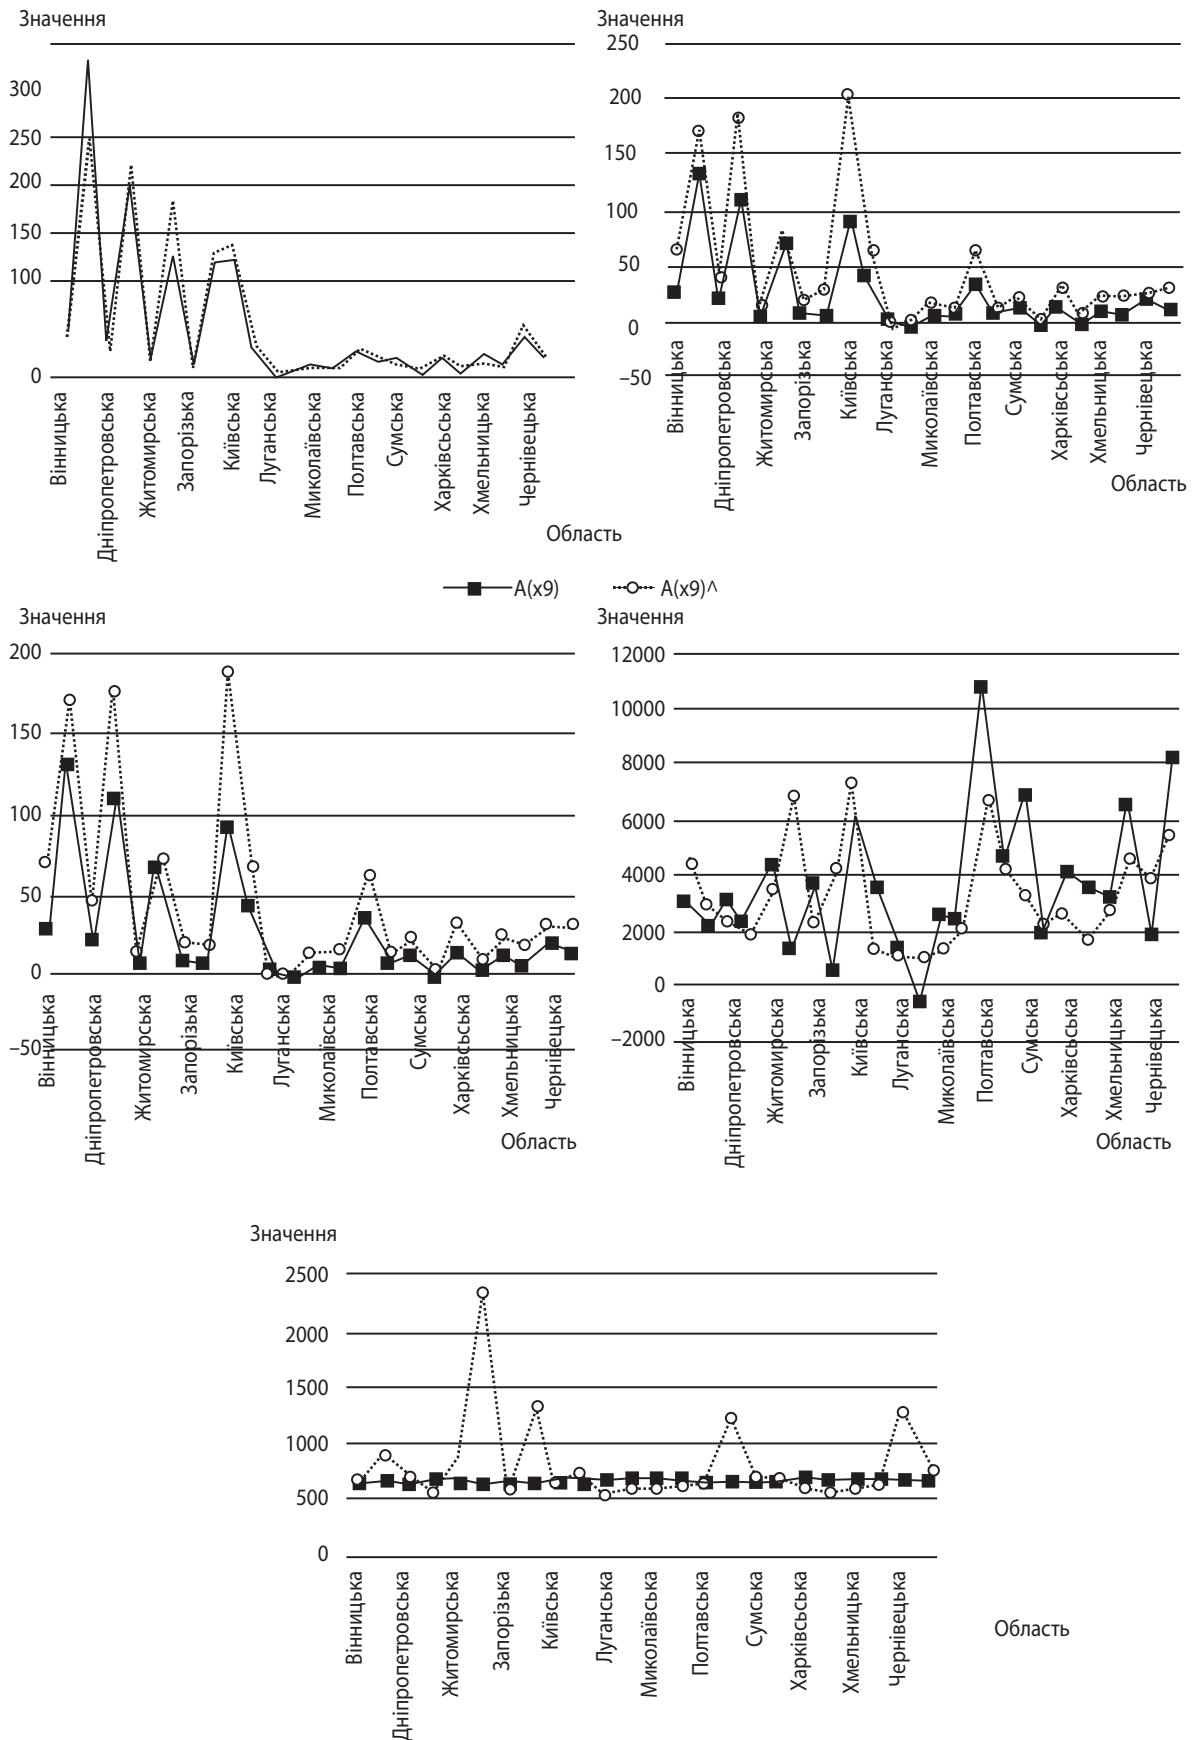 Значення
300
250
200
150
100
0
Вінницька
Дніпропетровська
Житомирська
Запорізька
Київська
Луганська
Миколаївська
Полтавська
Сумська
Харківсьська
Хмельницька
Чернівецька
Область
Значення
250
200
150
100
50
0
–50
Вінницька
Дніпропетровська
Житомирська
Запорізька
Київська
Луганська
Миколаївська
Полтавська
Сумська
Харківсьська
Хмельницька
Чернівецька
Область
A(x9)
A(x9)^
Значення
200
150
100
50
0
–50
Вінницька
Дніпропетровська
Житомирська
Запорізька
Київська
Луганська
Миколаївська
Полтавська
Сумська
Харківсьська
Хмельницька
Чернівецька
Область
Значення
12000
10000
8000
6000
4000
2000
0
–2000
Вінницька
Дніпропетровська
Житомирська
Запорізька
Київська
Луганська
Миколаївська
Полтавська
Сумська
Харківсьська
Хмельницька
Чернівецька
Область
Значення
2500
2000
1500
1000
500
0
Вінницька
Дніпропетровська
Житомирська
Запорізька
Київська
Луганська
Миколаївська
Полтавська
Сумська
Харківсьська
Хмельницька
Чернівецька
Область